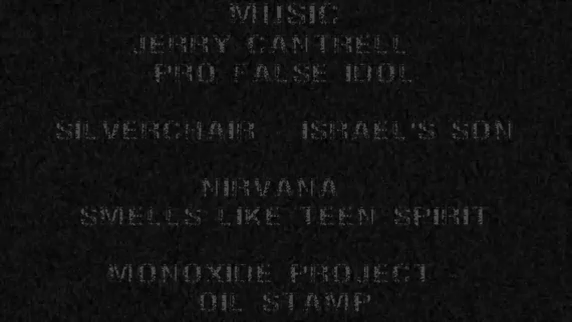 MUSIC
JERRY CANTRELL
PRO FALSE IDOL
SILVERCHAIR ISRAEL'S SON
NIRVANA
SMELLS LIKE TEEN SPIRIT
MONOXIDE PROJECT
OIL STAMP